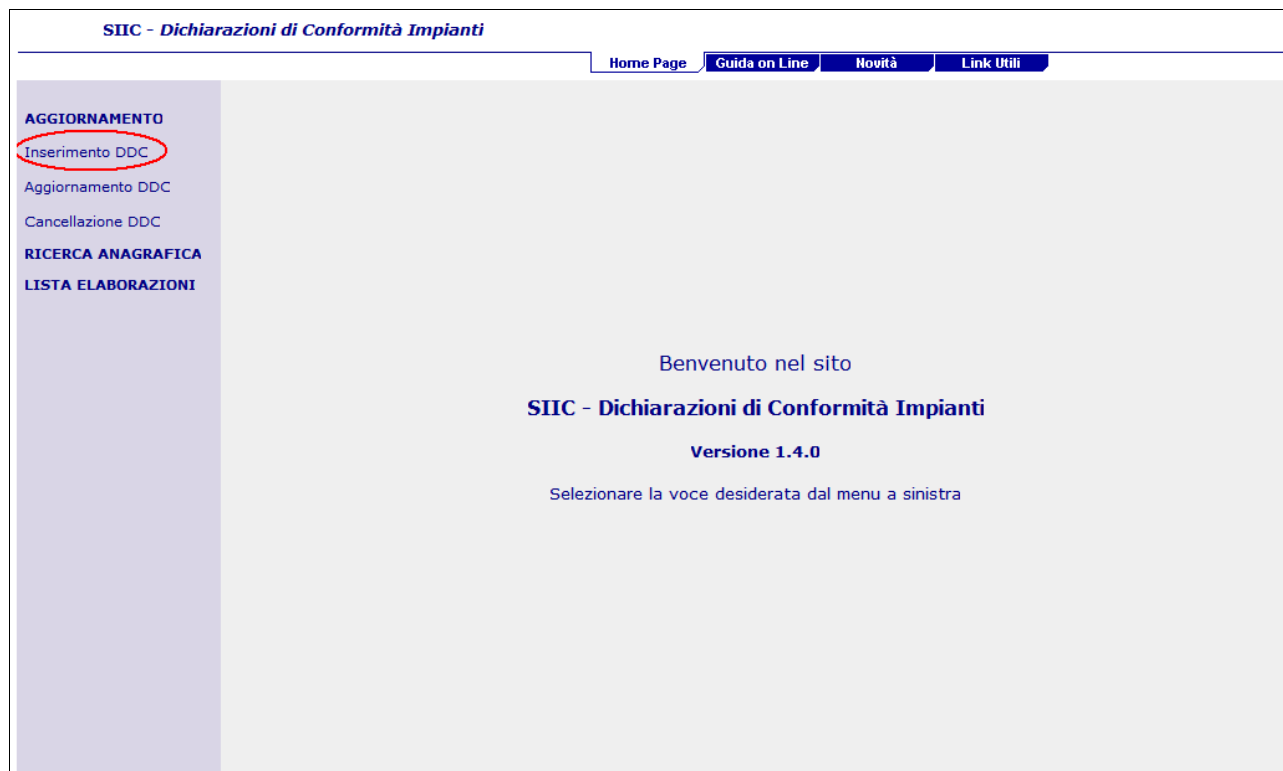 SIIC - Dichiarazioni di Conformità Impianti
Home Page
Guida on Line
Novità
Link Utili
AGGIORNAMENTO
Inserimento DDC
Aggiornamento DDC
Cancellazione DDC
RICERCA ANAGRAFICA
LISTA ELABORAZIONI
Benvenuto nel sito
SIIC - Dichiarazioni di Conformità Impianti
Versione 1.4.0
Selezionare la voce desiderata dal menu a sinistra